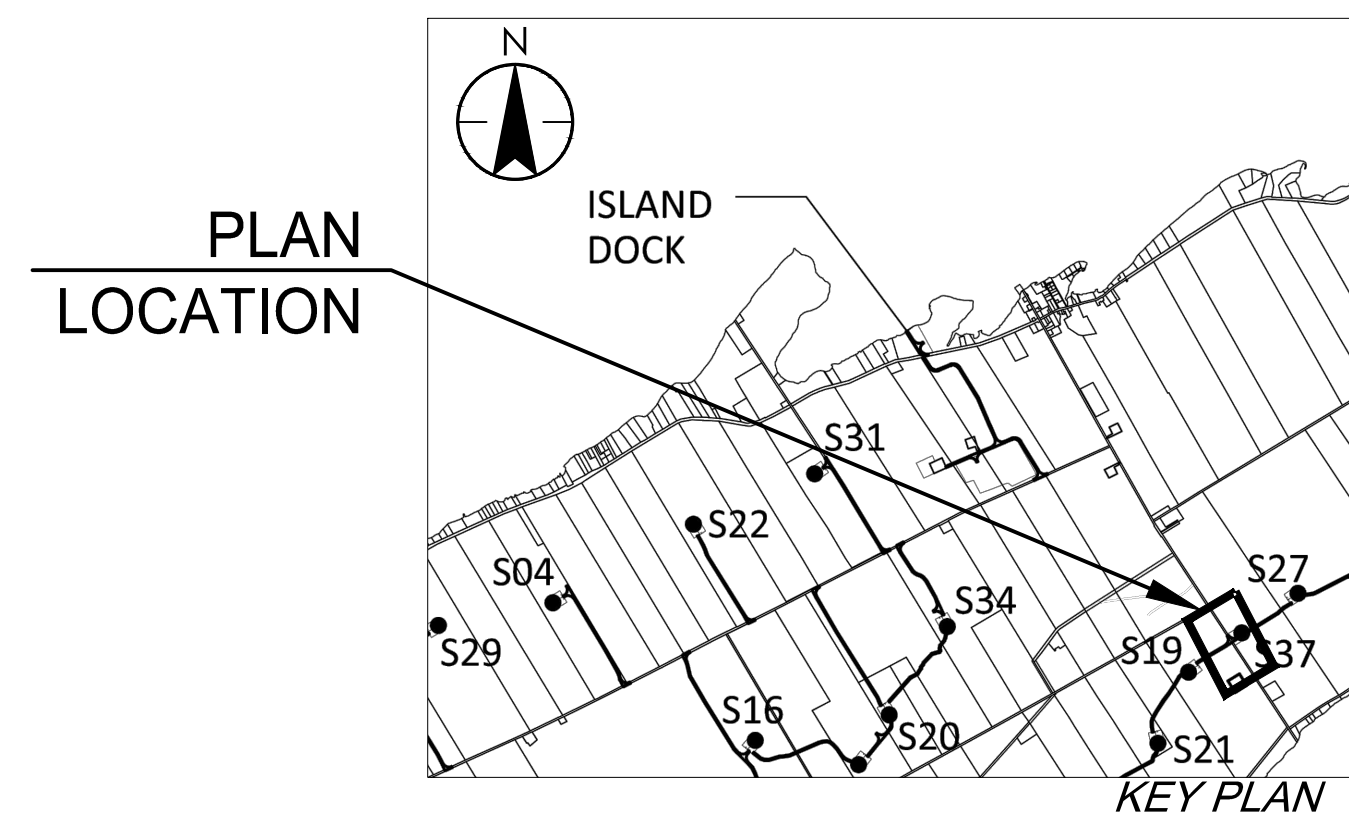 N
ISLAND
DOCK
PLAN
LOCATION
S31
S22
S04
S27
S34
S29
S19
S37
S16
S20
S21
KEY PLAN